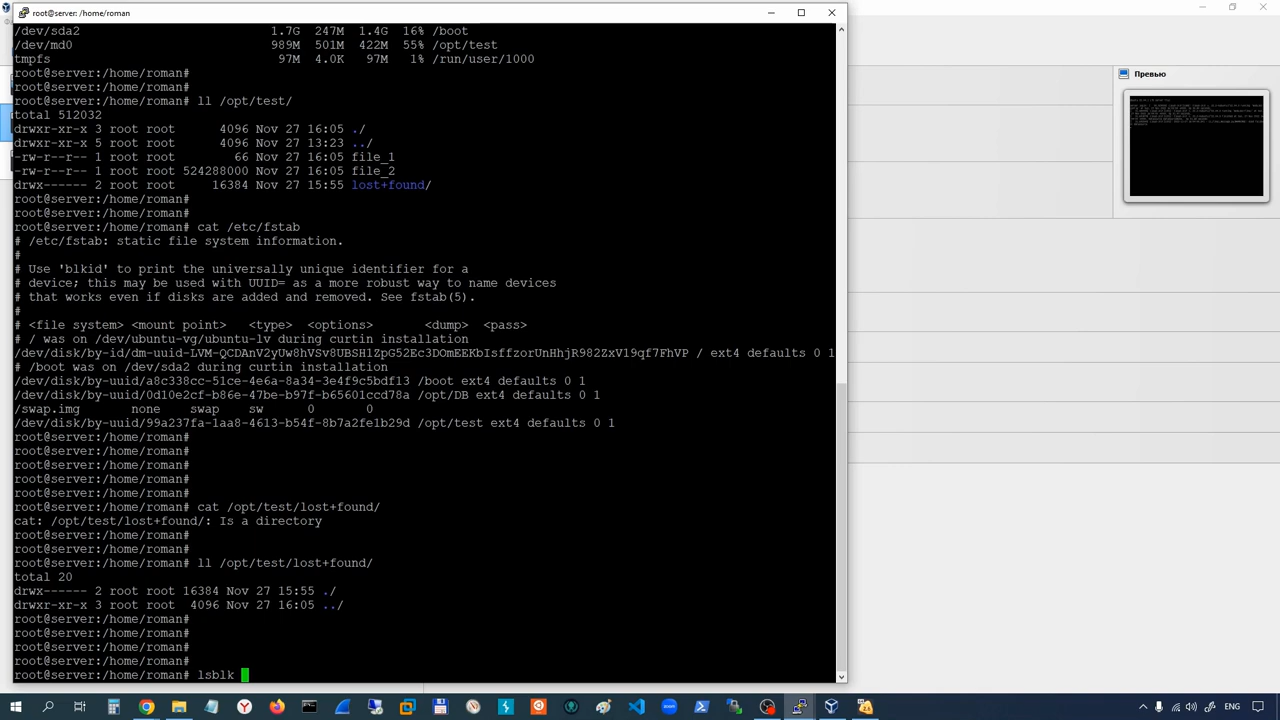 root@server: /home/roman
/dev/sda2 1.7G 247M 1.4G 16% /boot
/dev/md0 989M 501M 422M 55% /opt/test
tmpfs 97M 4.0K 97M 1% /run/user/1000
root@server:/home/roman#
root@server:/home/roman#
root@server:/home/roman# ll /opt/test/
total 512032
drwxr-xr-x 3 root root 4096 Nov 27 16:05 ./
drwxr-xr-x 5 root root 4096 Nov 27 13:23 ../
-rw-r--r-- 1 root root 66 Nov 27 16:05 file_1
-rw-r--r-- 1 root root 524288000 Nov 27 16:05 file_2
drwx------ 2 root root 16384 Nov 27 15:55 lost+found/
root@server:/home/roman#
root@server:/home/roman#
root@server:/home/roman# cat /etc/fstab
# /etc/fstab: static file system information.
#
# Use 'blkid' to print the universally unique identifier for a
# device; this may be used with UUID= as a more robust way to name devices
# that works even if disks are added and removed. See fstab(5).
#
# <file system> <mount point> <type> <options> <dump> <pass>
# / was on /dev/ubuntu-vg/ubuntu-lv during curtin installation
/dev/disk/by-id/dm-uuid-LVM-QCDAnV2yUw8hVSv8UBSH1ZpG52Ec3DOmEEKbIsffzorUnHhjR982ZxV19qf7FhVP / ext4 defaults 0 1
# /boot was on /dev/sda2 during curtin installation
/dev/disk/by-uuid/a8c338cc-51ce-4e6a-8a34-3e4f9c5bdf13 /boot ext4 defaults 0 1
/dev/disk/by-uuid/0d10e2cf-b86e-47be-b97f-b65601ccd78a /opt/DB ext4 defaults 0 1
/swap.img none swap sw 0 0
/dev/disk/by-uuid/99a237fa-1aa8-4613-b54f-8b7a2fe1b29d /opt/test ext4 defaults 0 1
root@server:/home/roman#
root@server:/home/roman#
root@server:/home/roman#
root@server:/home/roman#
root@server:/home/roman#
root@server:/home/roman# cat /opt/test/lost+found/
cat: /opt/test/lost+found/: Is a directory
root@server:/home/roman#
root@server:/home/roman#
root@server:/home/roman# ll /opt/test/lost+found/
total 20
drwx------ 2 root root 16384 Nov 27 15:55 ./
drwxr-xr-x 3 root root 4096 Nov 27 16:05 ../
root@server:/home/roman#
root@server:/home/roman#
root@server:/home/roman#
root@server:/home/roman#
root@server:/home/roman# lsblk
Превью
ENG